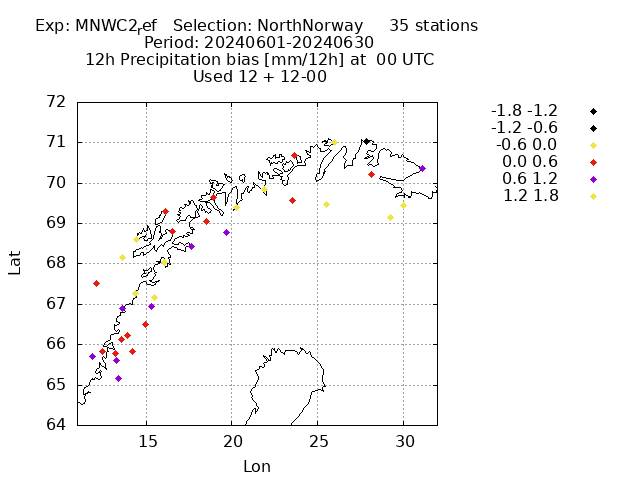 Exp: MNWC2ref Selection: NorthNorway 35 stations
Period: 20240601-20240630
12h Precipitation bias [mm/12h] at 00 UTC
Used 12 + 12-00
72
71
70
69
68
67
66
65
64
Lat
15 20 25 30
Lon
-1.8 -1.2
-1.2 -0.6
-0.6 0.0
0.0 0.6
0.6 1.2
1.2 1.8